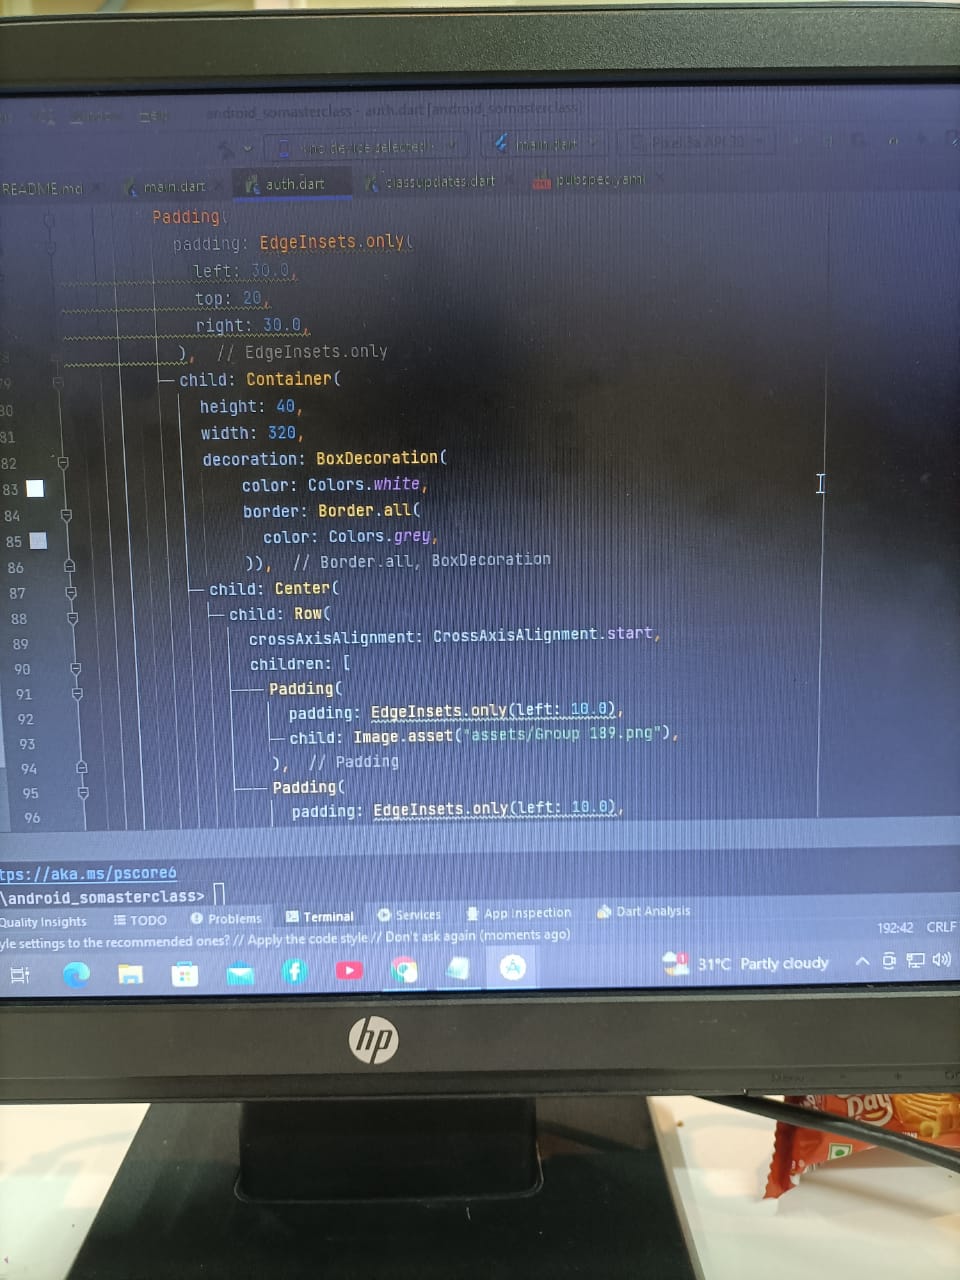 android_somasterclass - auth.dart [android_somasterclass]
<no device selected> main.dart Pixel 3a API 30
README.md main.dart auth.dart classupdates.dart pubspec.yaml
Padding(
padding: EdgeInsets.only(
left: 30.0,
top: 20,
right: 30.0,
), // EdgeInsets.only
79 child: Container(
80 height: 40,
81 width: 320,
82 decoration: BoxDecoration(
83 color: Colors.white,
84 border: Border.all(
85 color: Colors.grey,
86 )), // Border.all, BoxDecoration
87 child: Center(
88 child: Row(
89 crossAxisAlignment: CrossAxisAlignment.start,
90 children: [
91 Padding(
92 padding: EdgeInsets.only(left: 10.0),
93 child: Image.asset("assets/Group 189.png"),
94 ), // Padding
95 Padding(
96 padding: EdgeInsets.only(left: 10.0),
tps://aka.ms/pscore6
\android_somasterclass>
Quality Insights TODO Problems Terminal Services App Inspection Dart Analysis
yle settings to the recommended ones? // Apply the code style // Don't ask again (moments ago) 192:42 CRLF
31°C Partly cloudy
hp
Menu
Day